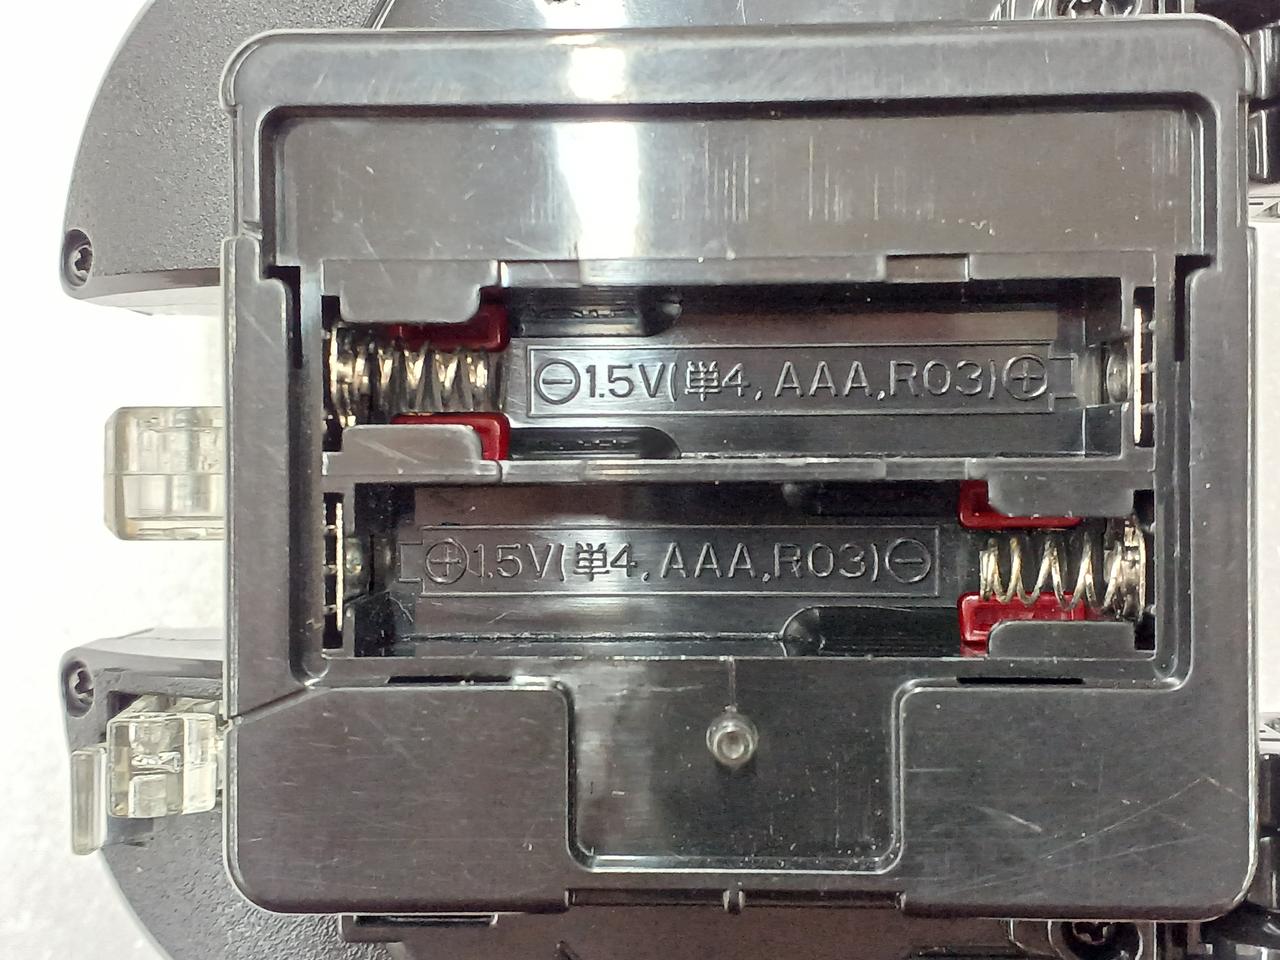 ⊖1.5V(単4, AAA,R03)⊕
⊕1.5V(単4, AAA,R03)⊖